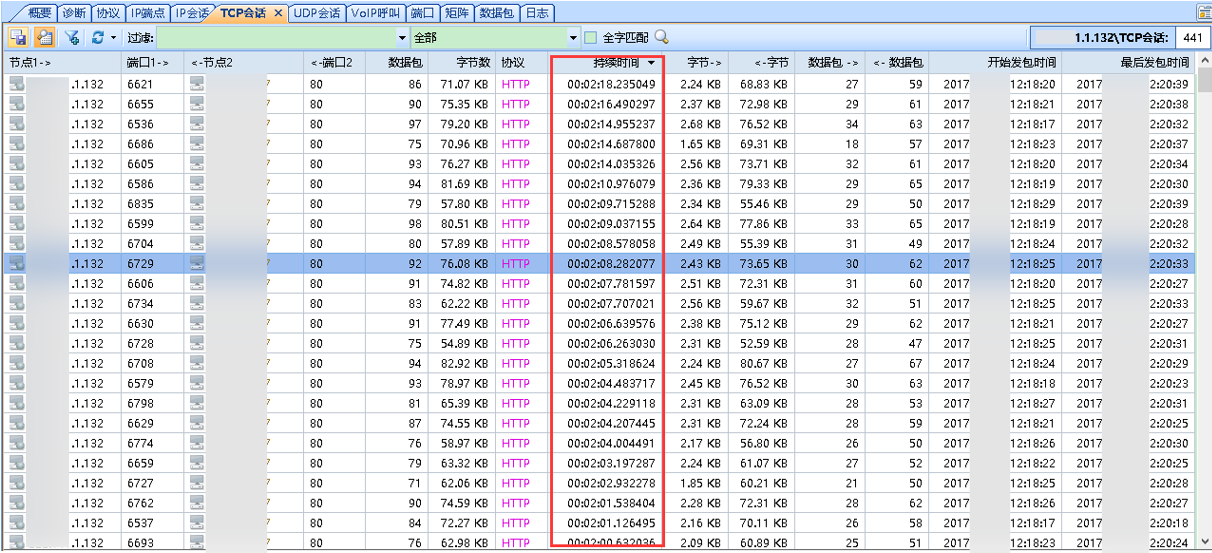 概要 诊断 协议 IP端点 IP会话 TCP会话 × UDP会话 VoIP呼叫 端口 矩阵 数据包 日志
过滤: 全部 全字匹配 1.1.132\TCP会话: 441
节点1-> 端口1-> <-节点2 <-端口2 数据包 字节数 协议 持续时间 字节-> <-字节 数据包 -> <- 数据包 开始发包时间 最后发包时间
.1.132 6621 80 86 71.07 KB HTTP 00:02:18.235049 2.24 KB 68.83 KB 27 59 2017 12:18:20 2017 2:20:39
.1.132 6655 80 90 75.35 KB HTTP 00:02:16.490297 2.37 KB 72.98 KB 29 61 2017 12:18:21 2017 2:20:38
.1.132 6536 80 97 79.20 KB HTTP 00:02:14.955237 2.68 KB 76.52 KB 34 63 2017 12:18:17 2017 2:20:32
.1.132 6686 80 75 70.96 KB HTTP 00:02:14.687800 1.65 KB 69.31 KB 18 57 2017 12:18:23 2017 2:20:37
.1.132 6605 80 93 76.27 KB HTTP 00:02:14.035326 2.56 KB 73.71 KB 32 61 2017 12:18:20 2017 2:20:34
.1.132 6586 80 94 81.69 KB HTTP 00:02:10.976079 2.36 KB 79.33 KB 29 65 2017 12:18:19 2017 2:20:30
.1.132 6835 80 79 57.80 KB HTTP 00:02:09.715288 2.34 KB 55.46 KB 29 50 2017 12:18:29 2017 2:20:39
.1.132 6599 80 98 80.51 KB HTTP 00:02:09.037155 2.64 KB 77.86 KB 33 65 2017 12:18:19 2017 2:20:28
.1.132 6704 80 80 57.89 KB HTTP 00:02:08.578058 2.49 KB 55.39 KB 31 49 2017 12:18:24 2017 2:20:32
.1.132 6729 80 92 76.08 KB HTTP 00:02:08.282077 2.43 KB 73.65 KB 30 62 2017 12:18:25 2017 2:20:33
.1.132 6606 80 91 74.82 KB HTTP 00:02:07.781597 2.51 KB 72.31 KB 31 60 2017 12:18:20 2017 2:20:27
.1.132 6734 80 83 62.22 KB HTTP 00:02:07.707021 2.56 KB 59.67 KB 32 51 2017 12:18:25 2017 2:20:33
.1.132 6630 80 91 77.49 KB HTTP 00:02:06.639576 2.38 KB 75.12 KB 29 62 2017 12:18:21 2017 2:20:27
.1.132 6728 80 75 54.89 KB HTTP 00:02:06.263030 2.31 KB 52.59 KB 28 47 2017 12:18:25 2017 2:20:31
.1.132 6708 80 94 82.92 KB HTTP 00:02:05.318624 2.24 KB 80.67 KB 27 67 2017 12:18:24 2017 2:20:29
.1.132 6579 80 93 78.97 KB HTTP 00:02:04.483717 2.45 KB 76.52 KB 30 63 2017 12:18:18 2017 2:20:23
.1.132 6798 80 81 65.39 KB HTTP 00:02:04.229118 2.31 KB 63.09 KB 28 53 2017 12:18:27 2017 2:20:31
.1.132 6629 80 87 74.55 KB HTTP 00:02:04.207445 2.31 KB 72.24 KB 28 59 2017 12:18:21 2017 2:20:25
.1.132 6774 80 76 58.97 KB HTTP 00:02:04.004491 2.17 KB 56.80 KB 26 50 2017 12:18:26 2017 2:20:30
.1.132 6659 80 79 63.32 KB HTTP 00:02:03.197287 2.24 KB 61.07 KB 27 52 2017 12:18:22 2017 2:20:25
.1.132 6727 80 71 62.06 KB HTTP 00:02:02.932278 1.85 KB 60.21 KB 21 50 2017 12:18:25 2017 2:20:28
.1.132 6762 80 90 74.59 KB HTTP 00:02:01.538404 2.28 KB 72.31 KB 28 62 2017 12:18:26 2017 2:20:27
.1.132 6537 80 84 72.27 KB HTTP 00:02:01.126495 2.16 KB 70.11 KB 26 58 2017 12:18:17 2017 2:20:18
.1.132 6693 80 76 62.98 KB HTTP 00:02:00.632036 2.09 KB 60.89 KB 25 51 2017 12:18:23 2017 2:20:24